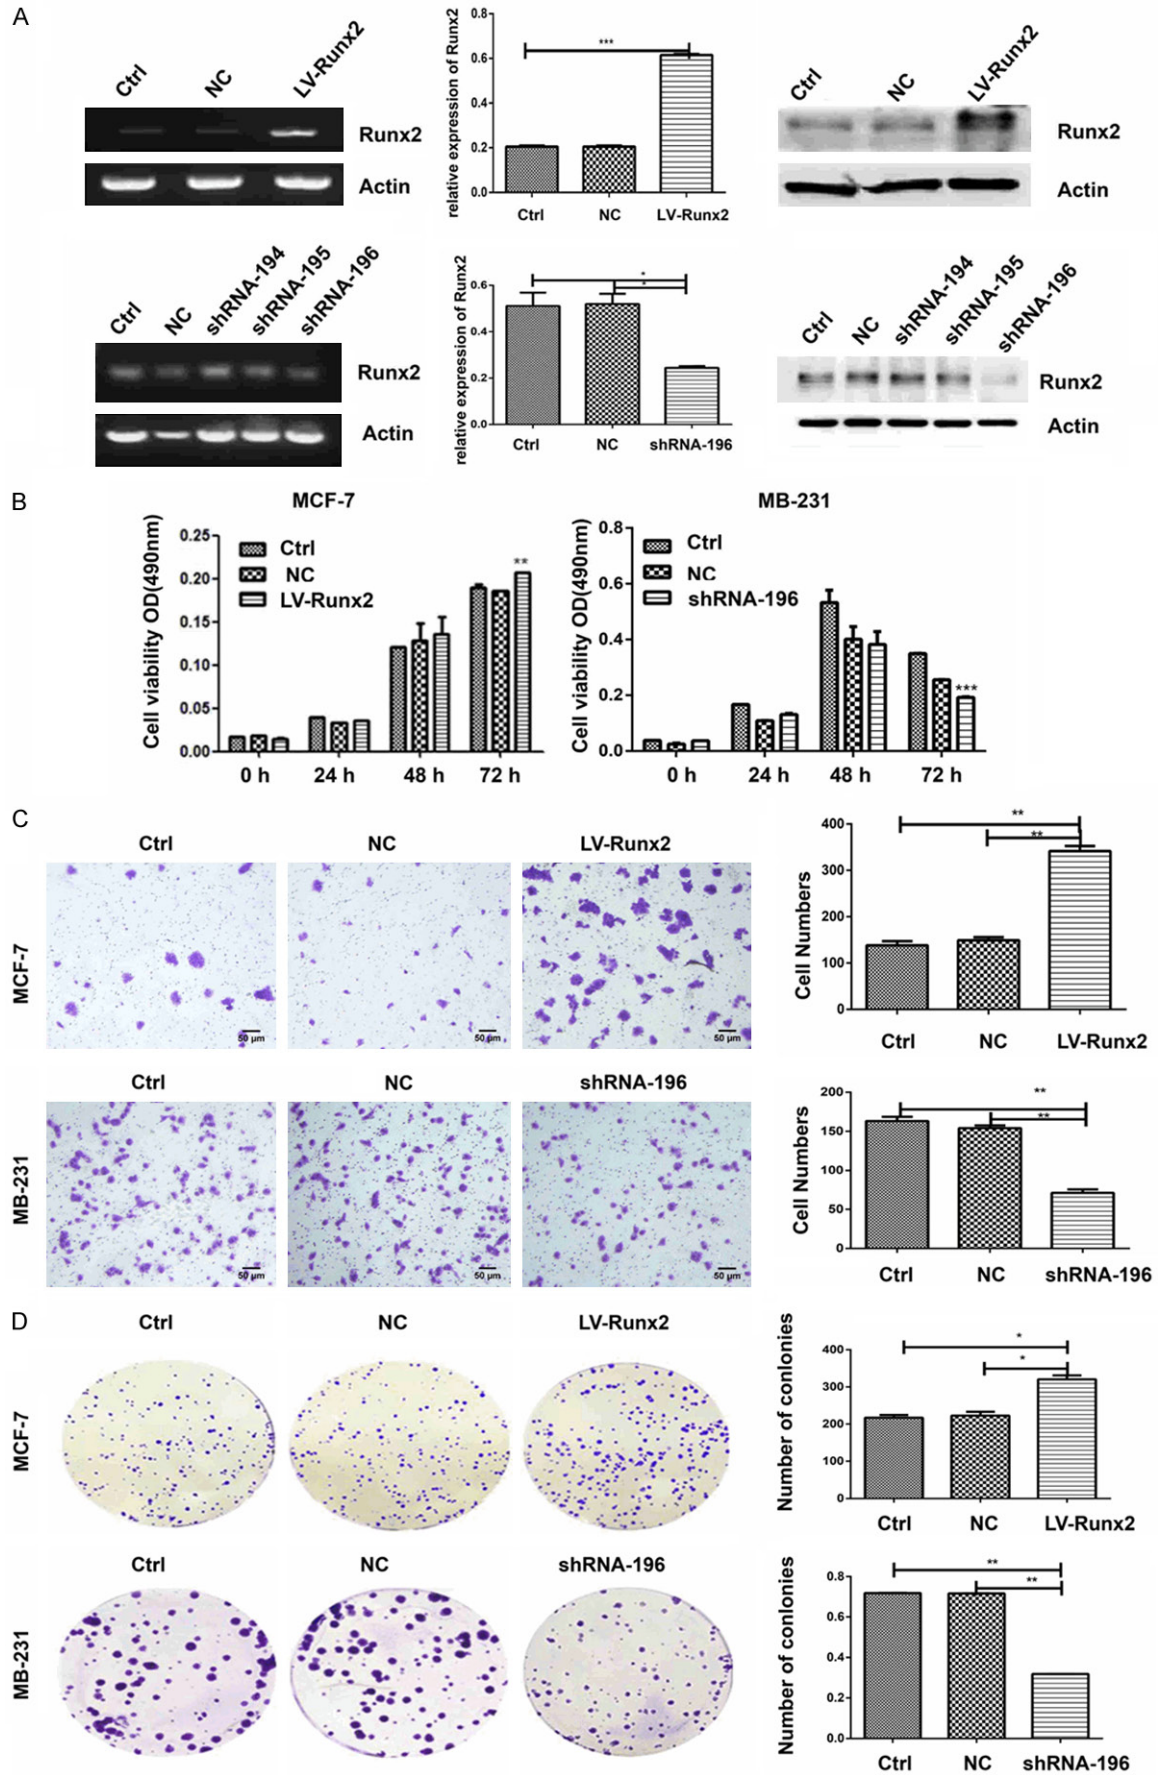 A
Ctrl NC LV-Runx2
Runx2
Actin
relative expression of Runx2
0.8
0.6
0.4
0.2
0.0
***
Ctrl NC LV-Runx2
Ctrl NC LV-Runx2
Runx2
Actin
Ctrl NC shRNA-194 shRNA-195 shRNA-196
Runx2
Actin
relative expression of Runx2
0.6
0.4
0.2
0.0
*
*
Ctrl NC shRNA-196
Ctrl NC shRNA-194 shRNA-195 shRNA-196
Runx2
Actin
B
MCF-7
Cell viability OD(490nm)
0.25
0.20
0.15
0.10
0.05
0.00
Ctrl
NC
LV-Runx2
**
0 h 24 h 48 h 72 h
MB-231
Cell viability OD(490nm)
0.8
0.6
0.4
0.2
0.0
Ctrl
NC
shRNA-196
***
0 h 24 h 48 h 72 h
C
Ctrl NC LV-Runx2
MCF-7
50 µm 50 µm 50 µm
Cell Numbers
400
300
200
100
0
**
**
Ctrl NC LV-Runx2
Ctrl NC shRNA-196
MB-231
50 µm 50 µm 50 µm
Cell Numbers
200
150
100
50
0
**
**
Ctrl NC shRNA-196
D
Ctrl NC LV-Runx2
MCF-7
Number of conlonies
400
300
200
100
0
*
*
Ctrl NC LV-Runx2
Ctrl NC shRNA-196
MB-231
Number of conlonies
0.8
0.6
0.4
0.2
0.0
**
**
Ctrl NC shRNA-196